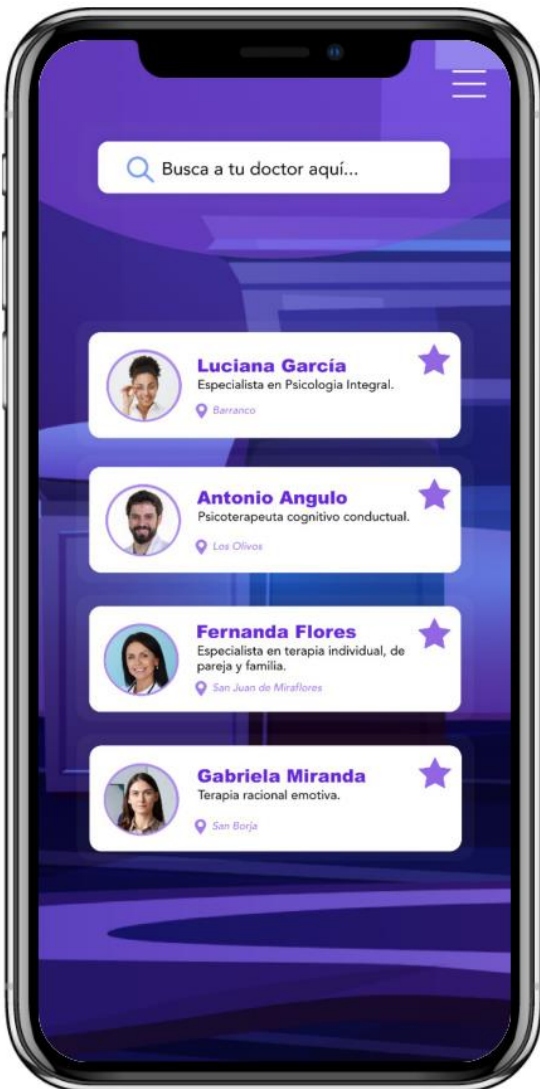 Busca a tu doctor aquí...
Luciana García
Especialista en Psicologia Integral.
Barranco
Antonio Angulo
Psicoterapeuta cognitivo conductual.
Los Olivos
Fernanda Flores
Especialista en terapia individual, de
pareja y familia.
San Juan de Miraflores
Gabriela Miranda
Terapia racional emotiva.
San Borja